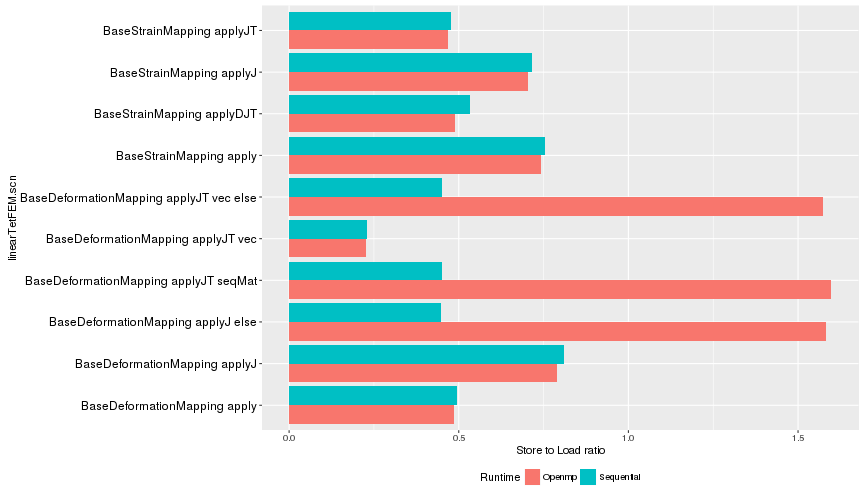 BaseStrainMapping applyJT
BaseStrainMapping applyJ
BaseStrainMapping applyDJT
BaseStrainMapping apply
BaseDeformationMapping applyJT vec else
BaseDeformationMapping applyJT vec
BaseDeformationMapping applyJT seqMat
BaseDeformationMapping applyJ else
BaseDeformationMapping applyJ
BaseDeformationMapping apply
linearTetFEM.scn
0.0 0.5 1.0 1.5
Store to Load ratio
Runtime Openmp Sequential